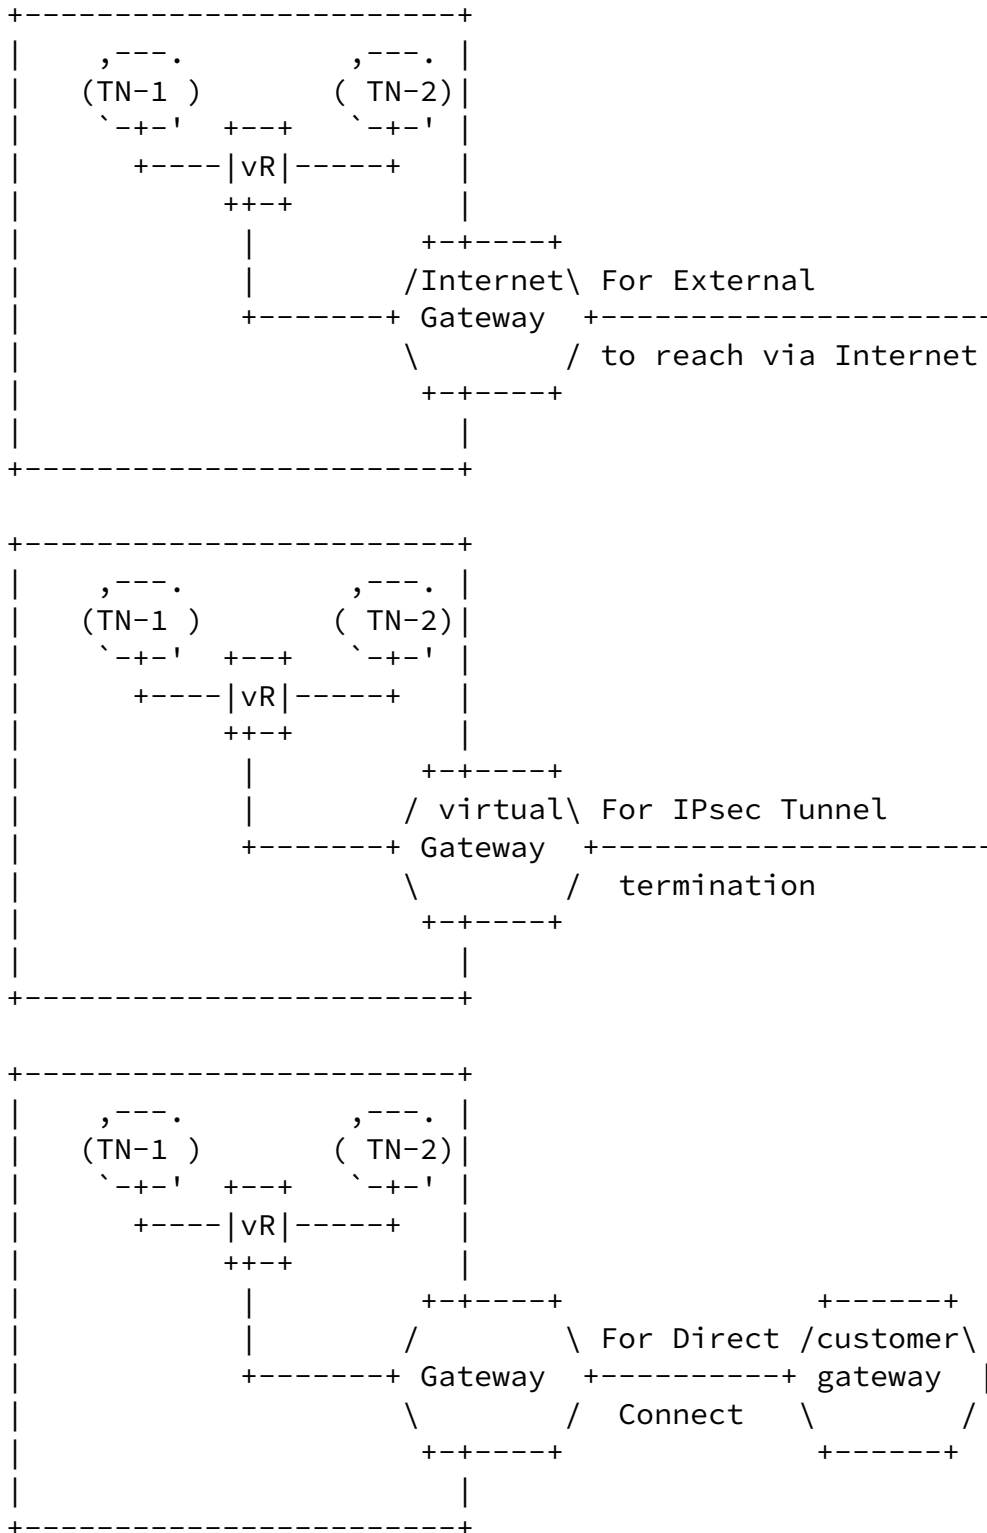 +------------------------+
|    ,---.         ,---. |
|   (TN-1 )       ( TN-2)|
|    `-+-'  +--+   `-+-' |
|      +----|vR|-----+   |
|           ++-+         |
|            |         +-+----+
|            |        /Internet\ For External
|            +-------+ Gateway  +----------------------
|                     \        / to reach via Internet
|                      +-+----+
|                        |
+------------------------+

+------------------------+
|    ,---.         ,---. |
|   (TN-1 )       ( TN-2)|
|    `-+-'  +--+   `-+-' |
|      +----|vR|-----+   |
|           ++-+         |
|            |         +-+----+
|            |        / virtual\ For IPsec Tunnel
|            +-------+ Gateway  +----------------------
|                     \        /  termination
|                      +-+----+
|                        |
+------------------------+

+------------------------+
|    ,---.         ,---. |
|   (TN-1 )       ( TN-2)|
|    `-+-'  +--+   `-+-' |
|      +----|vR|-----+   |
|           ++-+         |
|            |         +-+----+              +------+
|            |        /        \ For Direct /customer\
|            +-------+ Gateway  +----------+ gateway  |
|                     \        /  Connect   \        /
|                      +-+----+              +------+
|                        |
+------------------------+